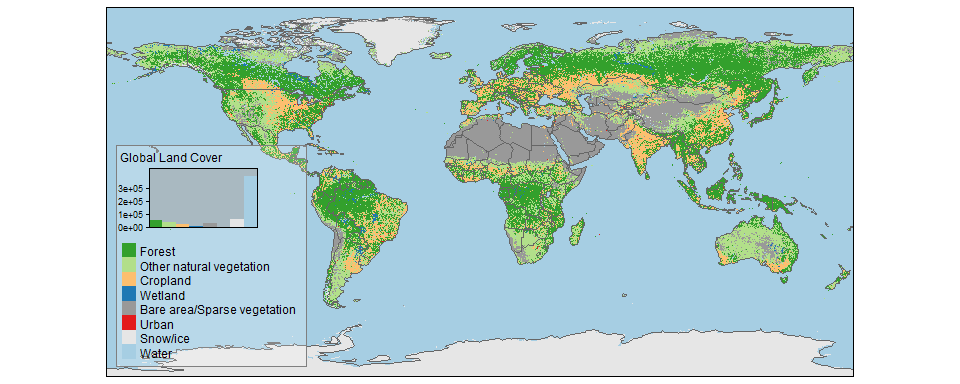 Global Land Cover
3e+05
2e+05
1e+05
0e+00
Forest
Other natural vegetation
Cropland
Wetland
Bare area/Sparse vegetation
Urban
Snow/ice
Water